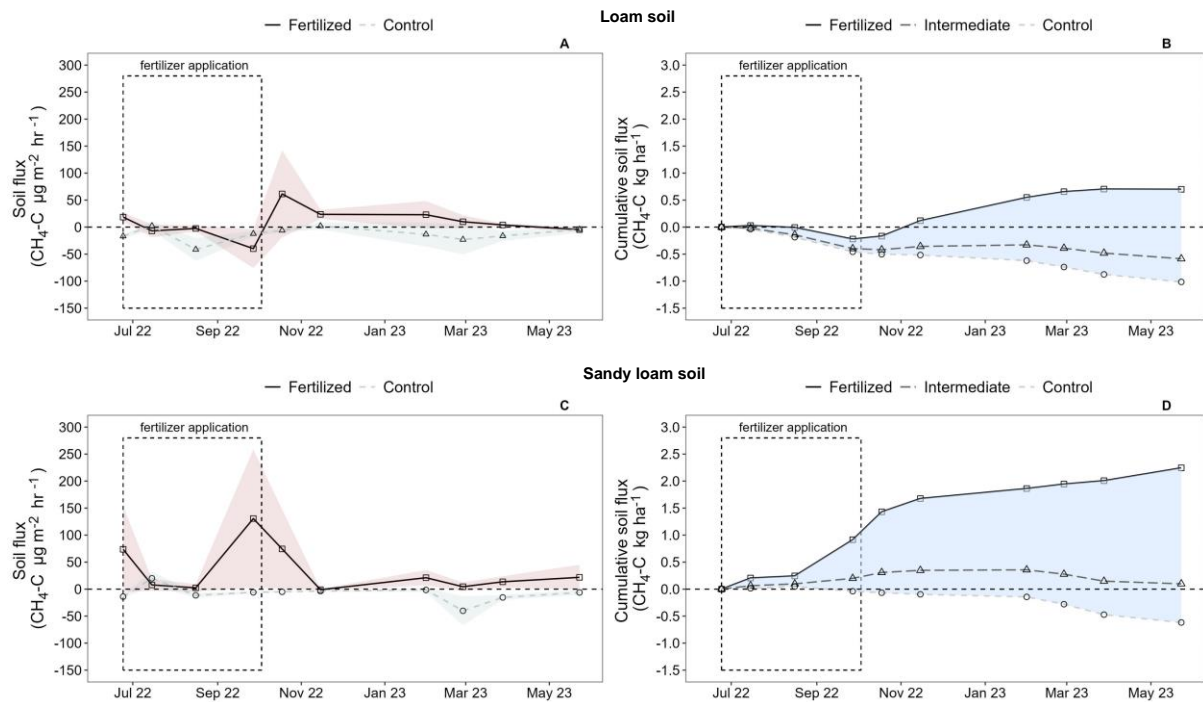 Loam soil
Fertilized Control
Fertilized Intermediate Control
A
B
fertilizer application
fertilizer application
300
250
200
150
100
50
0
-50
-100
-150
Soil flux
(CH₄-C µg m⁻² hr⁻¹)
Jul 22 Sep 22 Nov 22 Jan 23 Mar 23 May 23
3.0
2.5
2.0
1.5
1.0
0.5
0.0
-0.5
-1.0
-1.5
Cumulative soil flux
(CH₄-C kg ha⁻¹)
Jul 22 Sep 22 Nov 22 Jan 23 Mar 23 May 23
Sandy loam soil
Fertilized Control
Fertilized Intermediate Control
C
D
fertilizer application
fertilizer application
300
250
200
150
100
50
0
-50
-100
-150
Soil flux
(CH₄-C µg m⁻² hr⁻¹)
Jul 22 Sep 22 Nov 22 Jan 23 Mar 23 May 23
3.0
2.5
2.0
1.5
1.0
0.5
0.0
-0.5
-1.0
-1.5
Cumulative soil flux
(CH₄-C kg ha⁻¹)
Jul 22 Sep 22 Nov 22 Jan 23 Mar 23 May 23